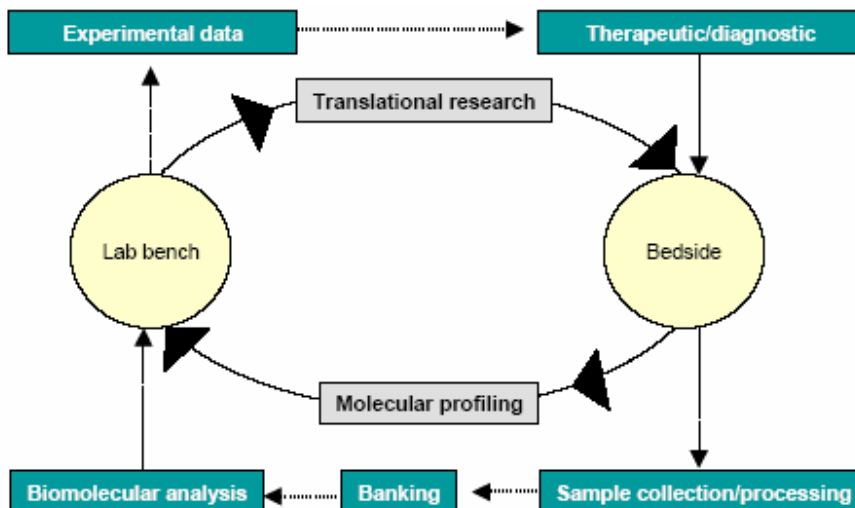 Experimental data
Therapeutic/diagnostic
Translational research
Lab bench
Bedside
Molecular profiling
Biomolecular analysis
Banking
Sample collection/processing